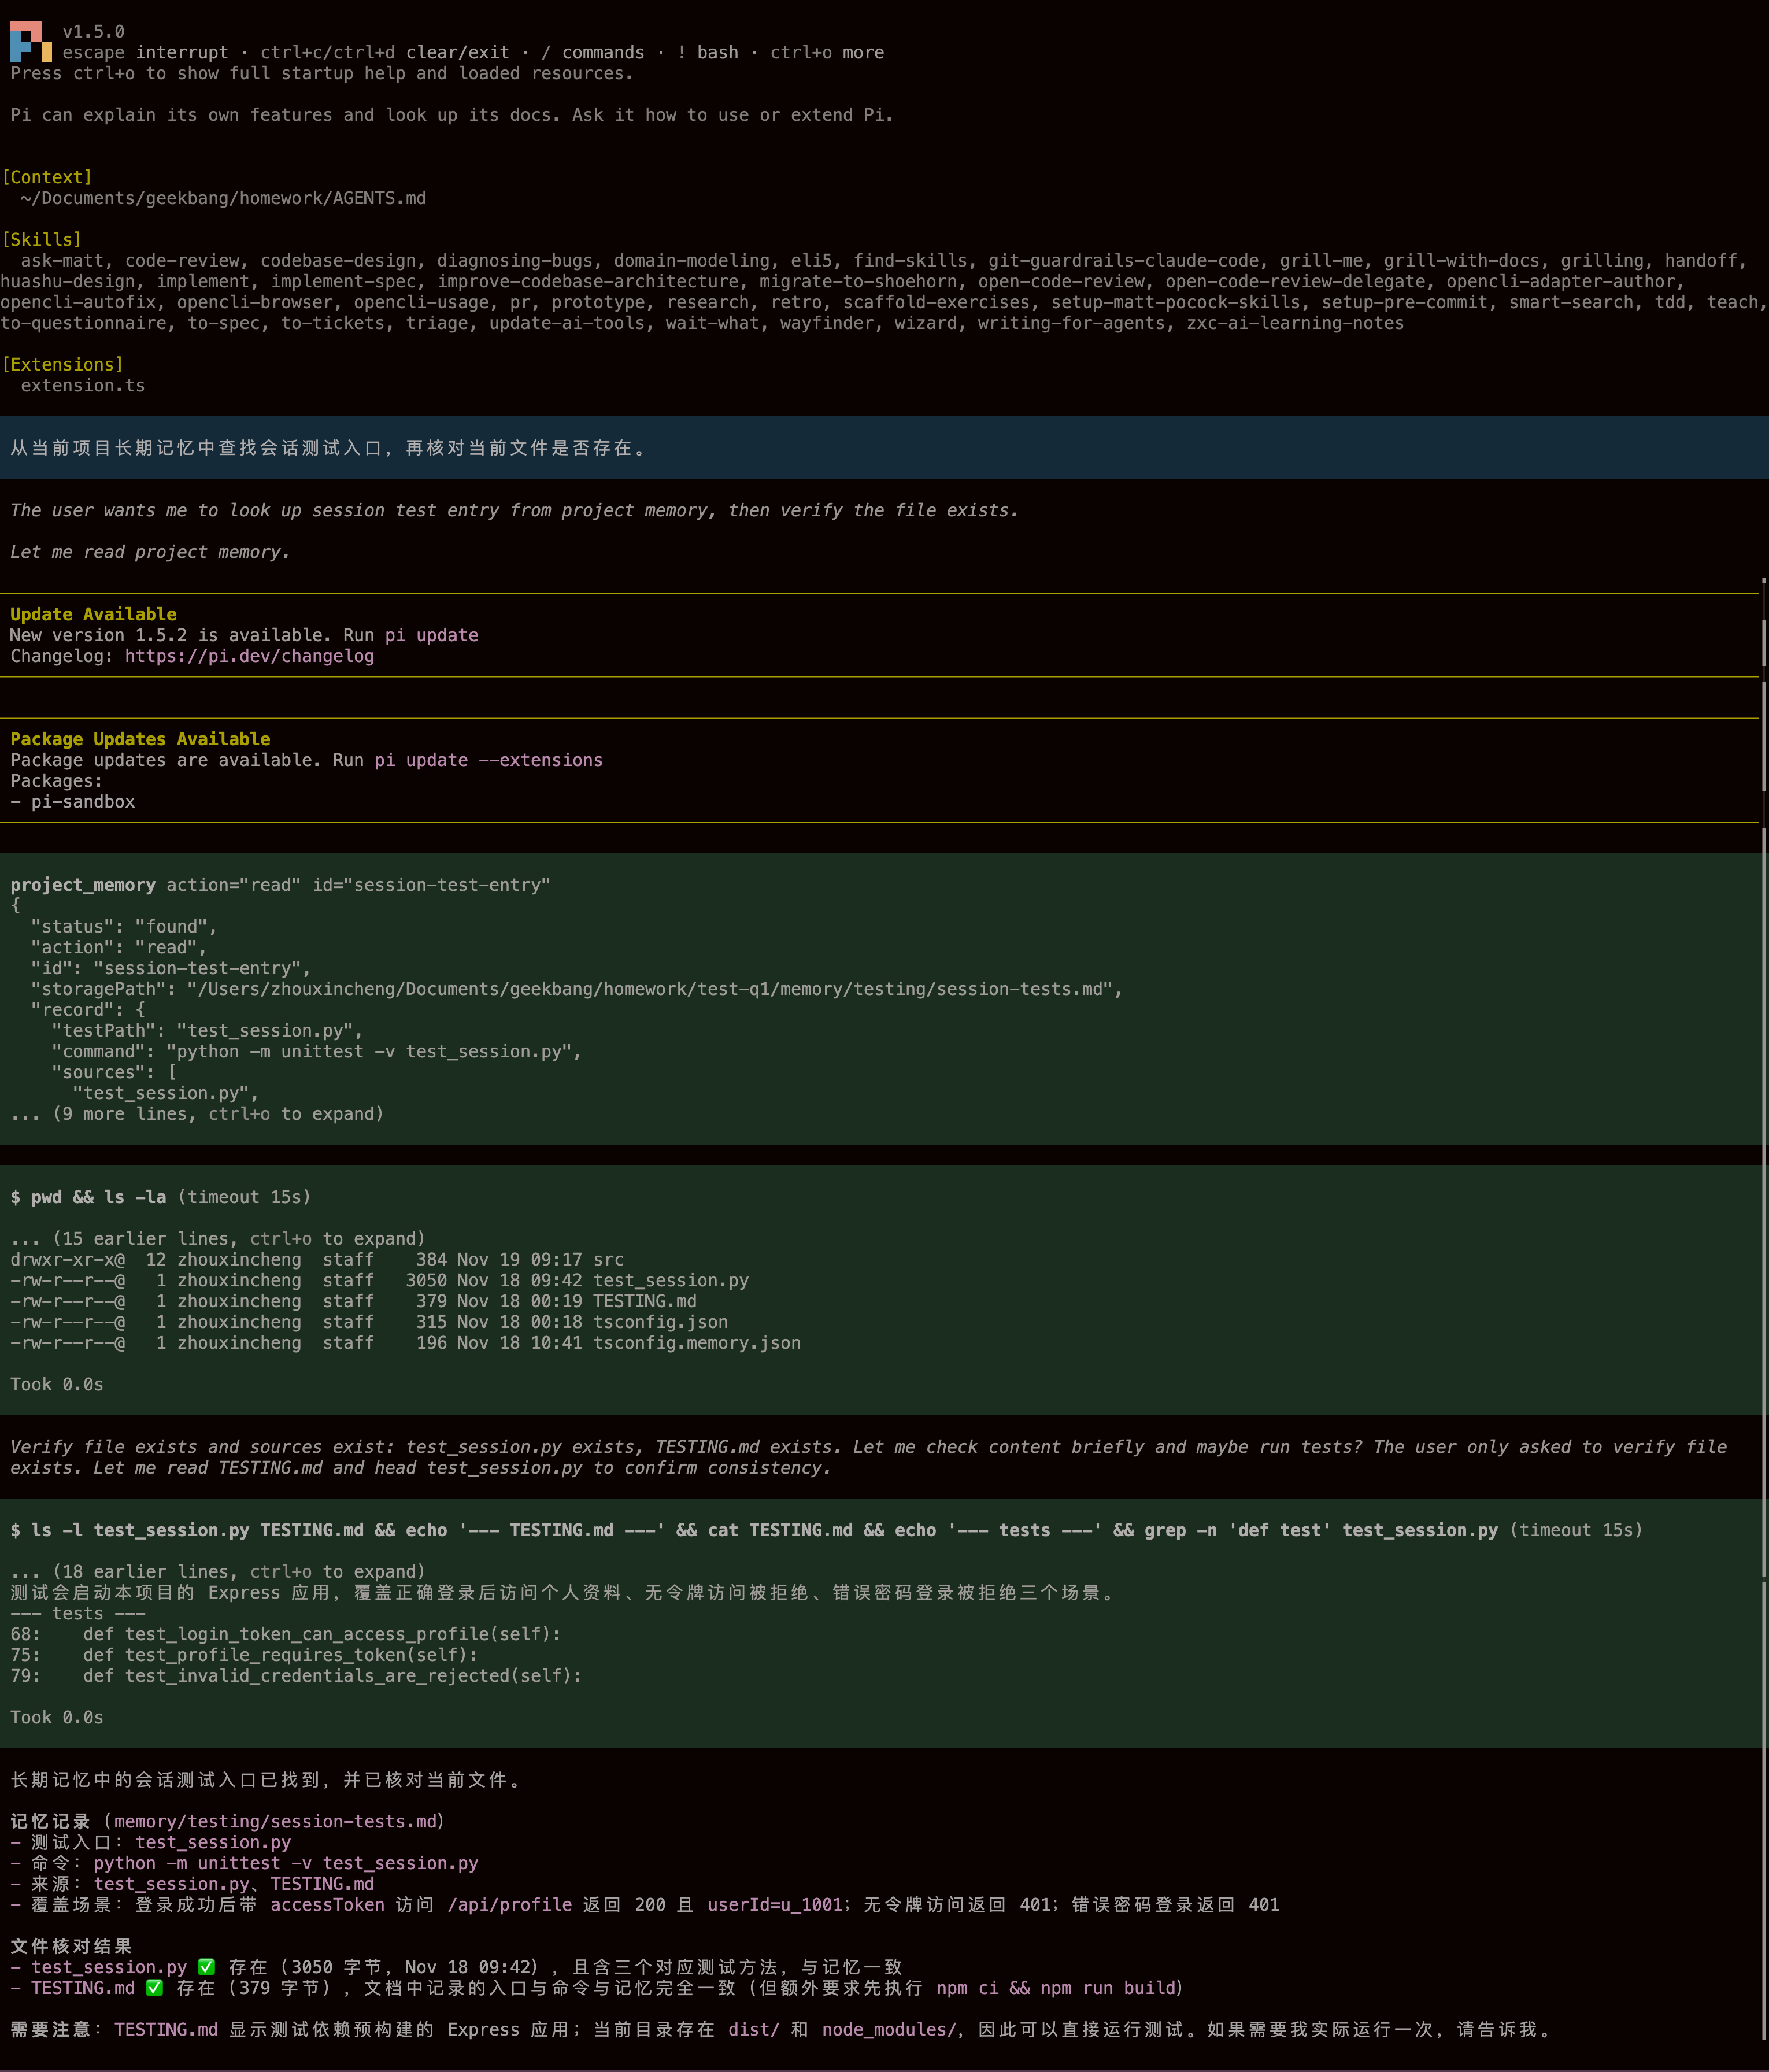 v1.5.0
escape interrupt · ctrl+c/ctrl+d clear/exit · / commands · ! bash · ctrl+o more
Press ctrl+o to show full startup help and loaded resources.
Pi can explain its own features and look up its docs. Ask it how to use or extend Pi.
[Context]
~/Documents/geekbang/homework/AGENTS.md
[Skills]
ask-matt, code-review, codebase-design, diagnosing-bugs, domain-modeling, eli5, find-skills, git-guardrails-claude-code, grill-me, grill-with-docs, grilling, handoff,
huashu-design, implement, implement-spec, improve-codebase-architecture, migrate-to-shoehorn, open-code-review, open-code-review-delegate, opencli-adapter-author,
opencli-autofix, opencli-browser, opencli-usage, pr, prototype, research, retro, scaffold-exercises, setup-matt-pocock-skills, setup-pre-commit, smart-search, tdd, teach,
to-questionnaire, to-spec, to-tickets, triage, update-ai-tools, wait-what, wayfinder, wizard, writing-for-agents, zxc-ai-learning-notes
[Extensions]
extension.ts
从当前项目长期记忆中查找会话测试入口，再核对当前文件是否存在。
The user wants me to look up session test entry from project memory, then verify the file exists.
Let me read project memory.
Update Available
New version 1.5.2 is available. Run pi update
Changelog: https://pi.dev/changelog
Package Updates Available
Package updates are available. Run pi update --extensions
Packages:
- pi-sandbox
project_memory action="read" id="session-test-entry"
{
"status": "found",
"action": "read",
"id": "session-test-entry",
"storagePath": "/Users/zhouxincheng/Documents/geekbang/homework/test-q1/memory/testing/session-tests.md",
"record": {
"testPath": "test_session.py",
"command": "python -m unittest -v test_session.py",
"sources": [
"test_session.py",
... (9 more lines, ctrl+o to expand)
$ pwd && ls -la (timeout 15s)
... (15 earlier lines, ctrl+o to expand)
drwxr-xr-x@ 12 zhouxincheng staff 384 Nov 19 09:17 src
-rw-r--r--@ 1 zhouxincheng staff 3050 Nov 18 09:42 test_session.py
-rw-r--r--@ 1 zhouxincheng staff 379 Nov 18 00:19 TESTING.md
-rw-r--r--@ 1 zhouxincheng staff 315 Nov 18 00:18 tsconfig.json
-rw-r--r--@ 1 zhouxincheng staff 196 Nov 18 10:41 tsconfig.memory.json
Took 0.0s
Verify file exists and sources exist: test_session.py exists, TESTING.md exists. Let me check content briefly and maybe run tests? The user only asked to verify file
exists. Let me read TESTING.md and head test_session.py to confirm consistency.
$ ls -l test_session.py TESTING.md && echo '--- TESTING.md ---' && cat TESTING.md && echo '--- tests ---' && grep -n 'def test' test_session.py (timeout 15s)
... (18 earlier lines, ctrl+o to expand)
测试会启动本项目的 Express 应用，覆盖正确登录后访问个人资料、无令牌访问被拒绝、错误密码登录被拒绝三个场景。
--- tests ---
68: def test_login_token_can_access_profile(self):
75: def test_profile_requires_token(self):
79: def test_invalid_credentials_are_rejected(self):
Took 0.0s
长期记忆中的会话测试入口已找到，并已核对当前文件。
记忆记录（memory/testing/session-tests.md）
- 测试入口：test_session.py
- 命令：python -m unittest -v test_session.py
- 来源：test_session.py、TESTING.md
- 覆盖场景：登录成功后带 accessToken 访问 /api/profile 返回 200 且 userId=u_1001；无令牌访问返回 401；错误密码登录返回 401
文件核对结果
- test_session.py ✅ 存在（3050 字节，Nov 18 09:42），且含三个对应测试方法，与记忆一致
- TESTING.md ✅ 存在（379 字节），文档中记录的入口与命令与记忆完全一致（但额外要求先执行 npm ci && npm run build）
需要注意：TESTING.md 显示测试依赖预构建的 Express 应用；当前目录存在 dist/ 和 node_modules/，因此可以直接运行测试。如果需要我实际运行一次，请告诉我。